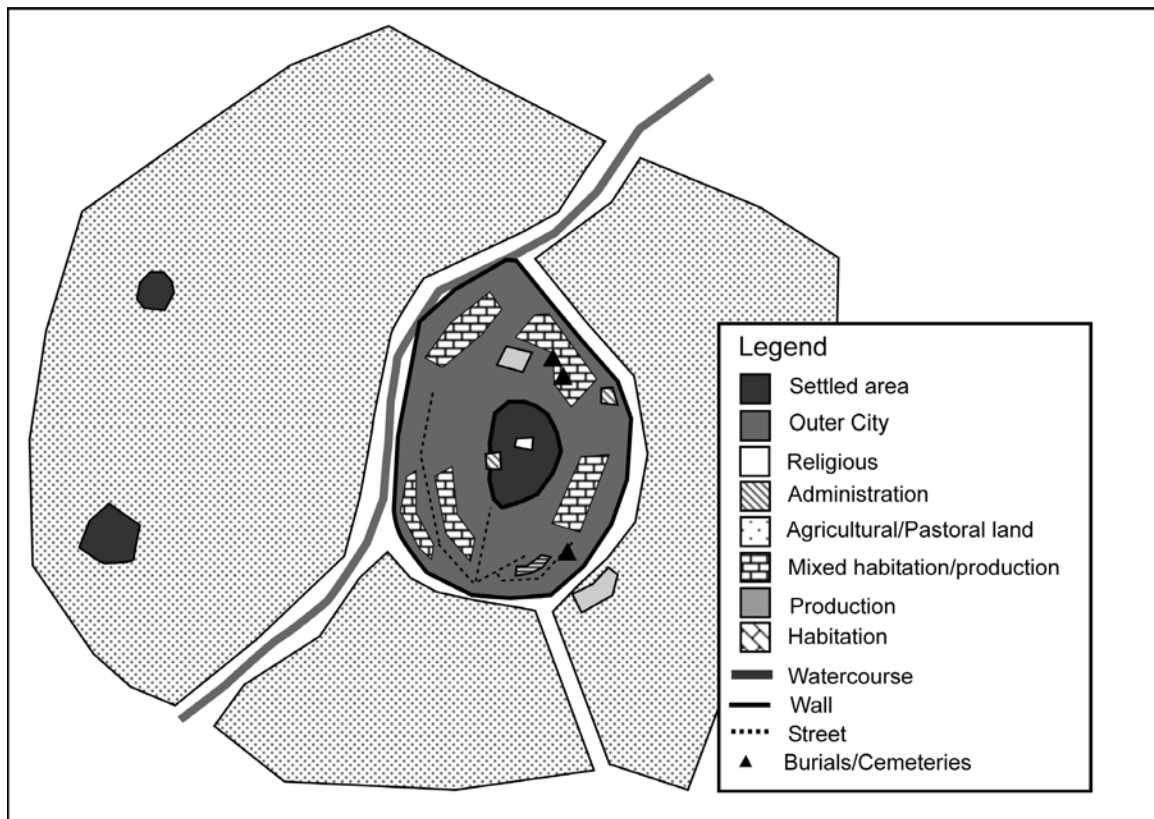 Legend
Settled area
Outer City
Religious
Administration
Agricultural/Pastoral land
Mixed habitation/production
Production
Habitation
Watercourse
Wall
Street
Burials/Cemeteries